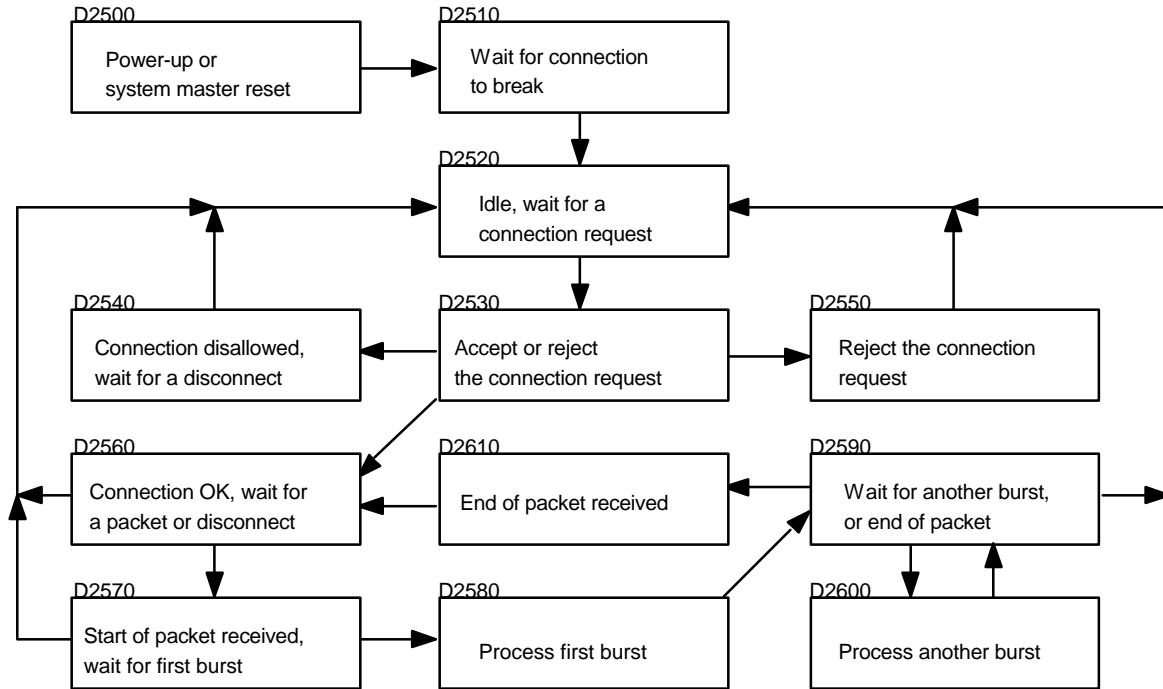 D2500
Power-up or
system master reset
D2510
Wait for connection
to break
D2520
Idle, wait for a
connection request
D2540
Connection disallowed,
wait for a disconnect
D2530
Accept or reject
the connection request
D2550
Reject the connection
request
D2560
Connection OK, wait for
a packet or disconnect
D2610
End of packet received
D2590
Wait for another burst,
or end of packet
D2570
Start of packet received,
wait for first burst
D2580
Process first burst
D2600
Process another burst